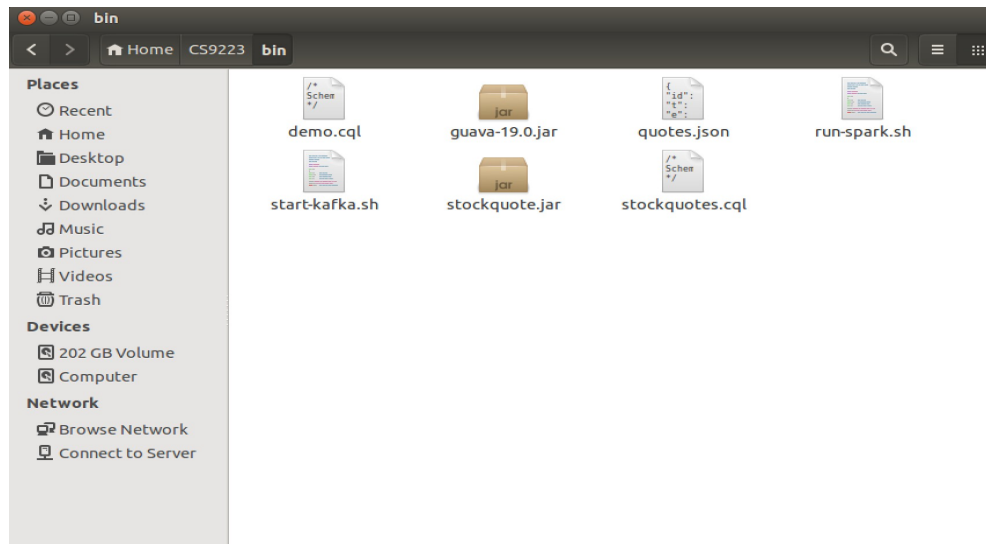 bin
Home CS9223 bin
Places
Recent
Home
Desktop
Documents
Downloads
Music
Pictures
Videos
Trash
Devices
202 GB Volume
Computer
Network
Browse Network
Connect to Server
/*
Schem
*/
demo.cql
jar
guava-19.0.jar
{
"id":
"t":
"e":
quotes.json
run-spark.sh
start-kafka.sh
jar
stockquote.jar
/*
Schem
*/
stockquotes.cql